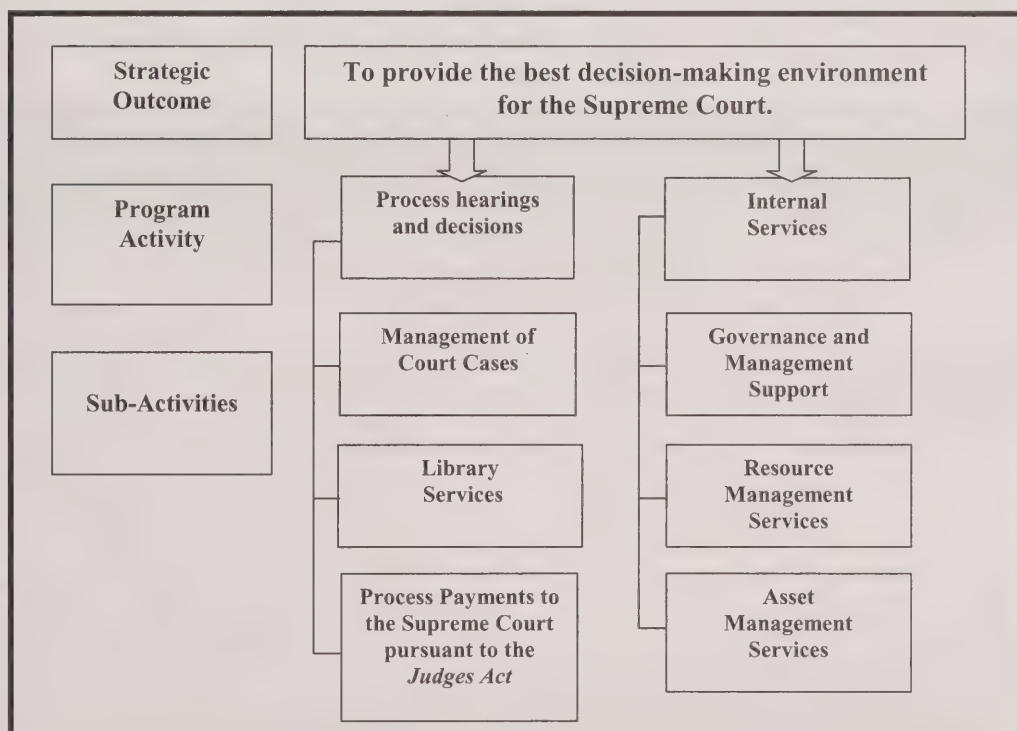 Strategic
Outcome
To provide the best decision-making environment
for the Supreme Court.
Program
Activity
Process hearings
and decisions
Internal
Services
Sub-Activities
Management of
Court Cases
Governance and
Management
Support
Library
Services
Resource
Management
Services
Process Payments to
the Supreme Court
pursuant to the
Judges Act
Asset
Management
Services